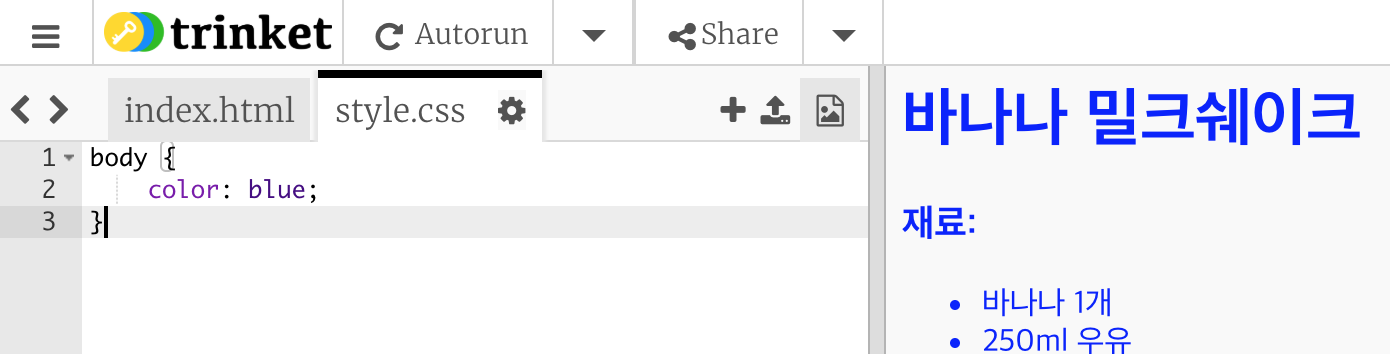 trinket Autorun Share
index.html style.css
1 body {
2 color: blue;
3 }
바나나 밀크쉐이크
재료:
• 바나나 1개
• 250ml 우유